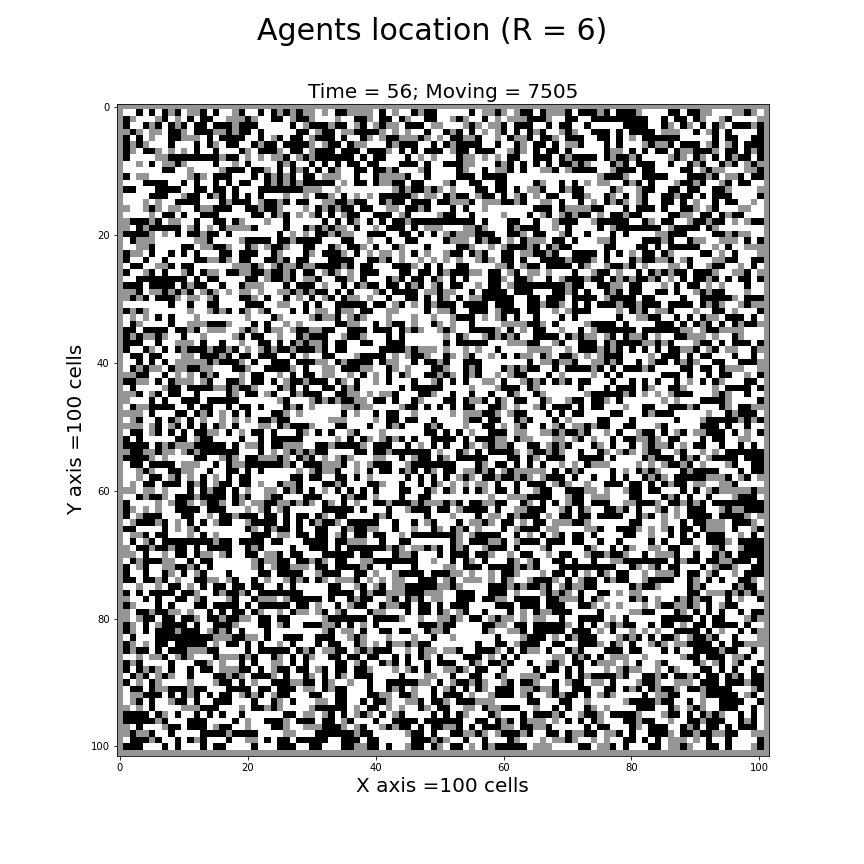 Agents location (R = 6)
Time = 56; Moving = 7505
0
20
40
60
80
100
Y axis =100 cells
0 20 40 60 80 100
X axis =100 cells